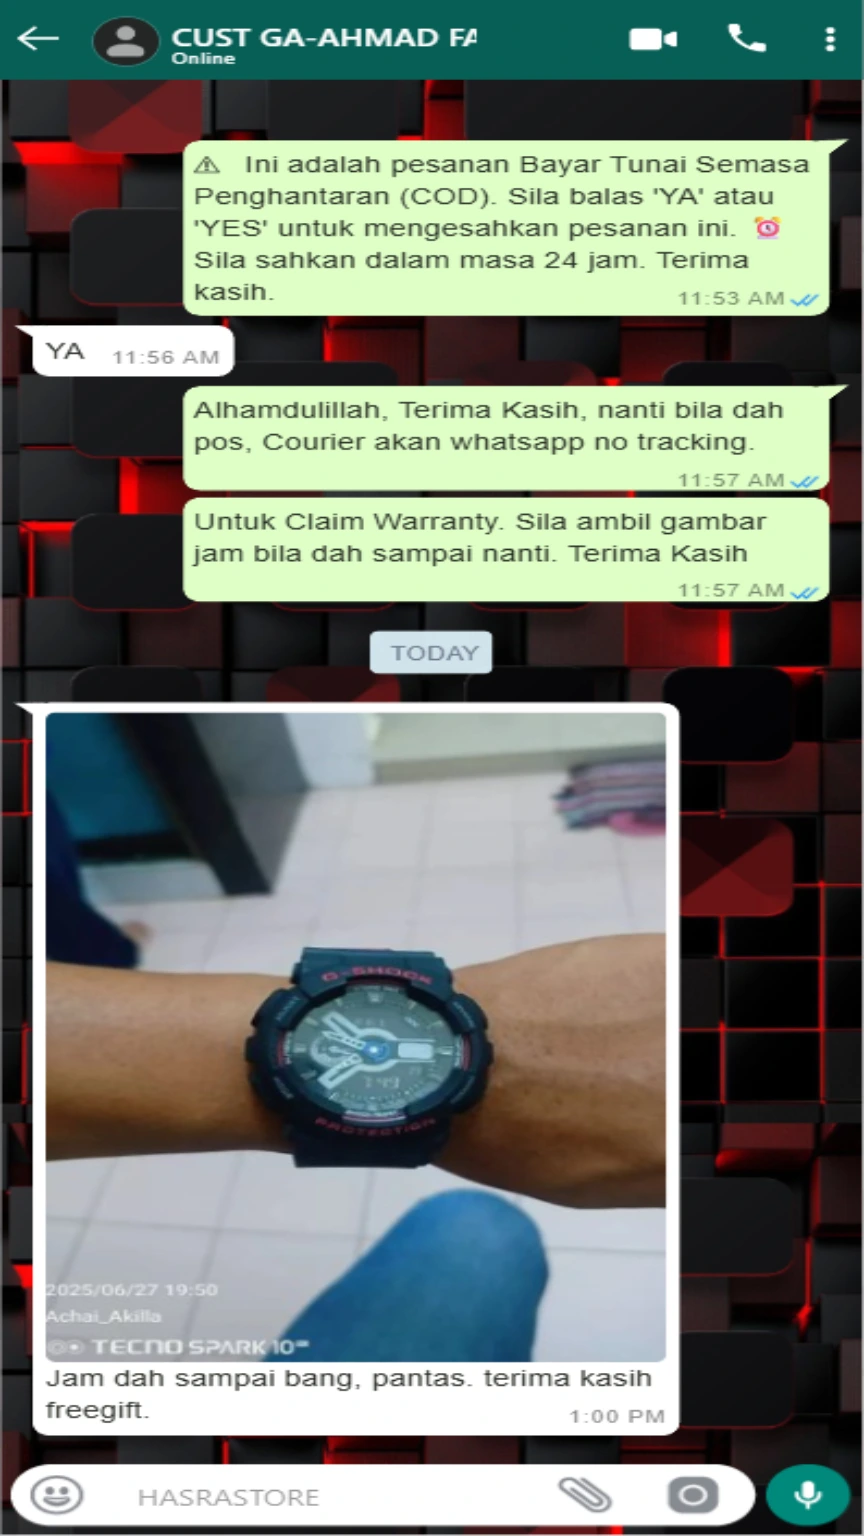 CUST GA-AHMAD FA
Online
⚠ Ini adalah pesanan Bayar Tunai Semasa
Penghantaran (COD). Sila balas 'YA' atau
'YES' untuk mengesahkan pesanan ini. ⏰
Sila sahkan dalam masa 24 jam. Terima
kasih.
11:53 AM
YA
11:56 AM
Alhamdulillah, Terima Kasih, nanti bila dah
pos, Courier akan whatsapp no tracking.
11:57 AM
Untuk Claim Warranty. Sila ambil gambar
jam bila dah sampai nanti. Terima Kasih
11:57 AM
TODAY
G-SHOCK
PROTECTION
2025/06/27 19:50
Achai_Akilla
TECNO SPARK 10
Jam dah sampai bang, pantas. terima kasih
freegift.
1:00 PM
HASRASTORE